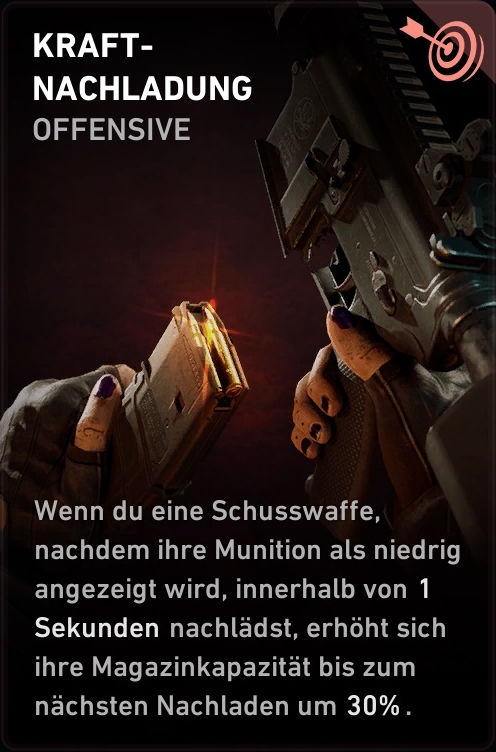 KRAFT-
NACHLADUNG
OFFENSIVE
Wenn du eine Schusswaffe,
nachdem ihre Munition als niedrig
angezeigt wird, innerhalb von 1
Sekunden nachlädst, erhöht sich
ihre Magazinkapazität bis zum
nächsten Nachladen um 30%.